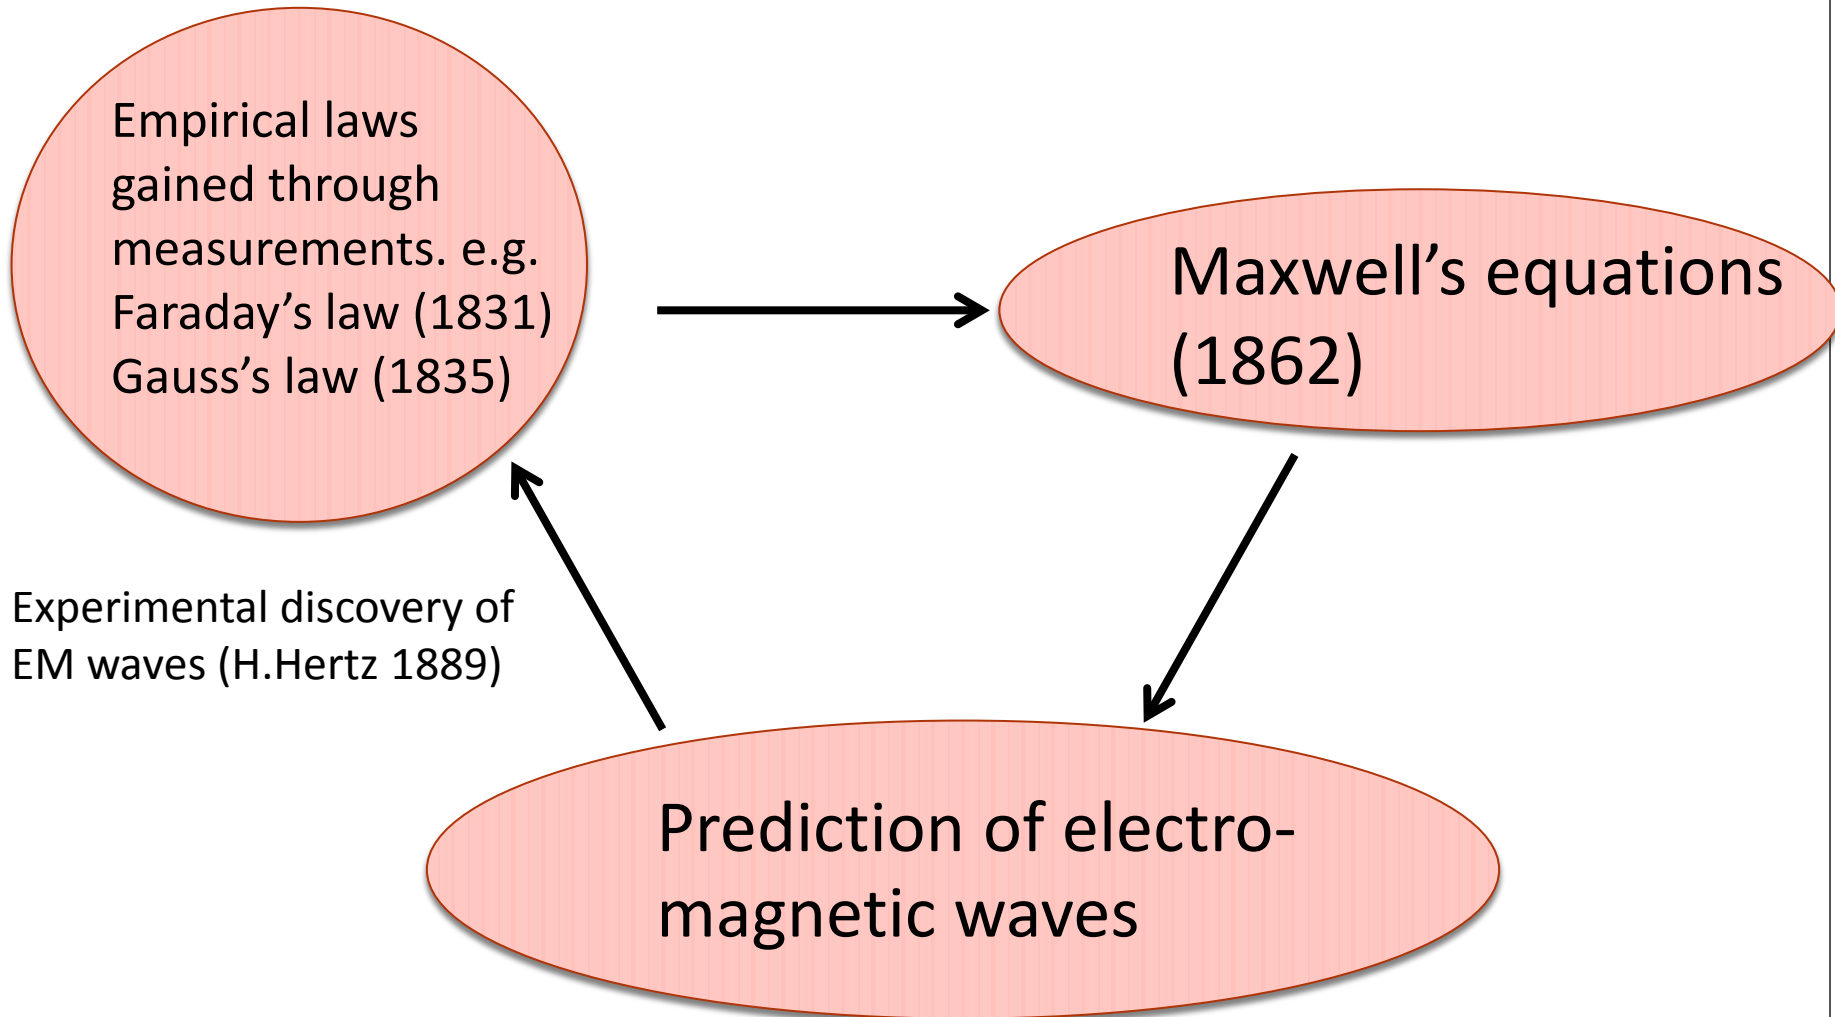 Empirical laws
gained through
measurements. e.g.
Faraday’s law (1831)
Gauss’s law (1835)
Maxwell’s equations
(1862)
Experimental discovery of
EM waves (H.Hertz 1889)
Prediction of electro-
magnetic waves